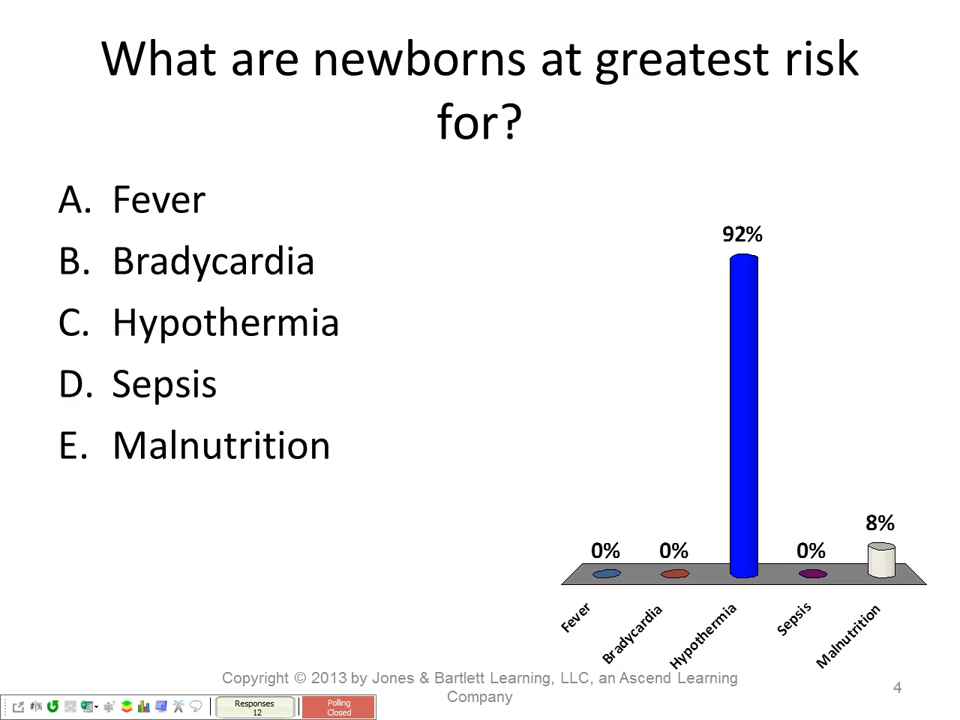 What are newborns at greatest risk
for?
A. Fever
B. Bradycardia
C. Hypothermia
D. Sepsis
E. Malnutrition
92%
8%
0%
0%
0%
Fever
Bradycardia
Hypothermia
Sepsis
Malnutrition
Copyright © 2013 by Jones & Bartlett Learning, LLC, an Ascend Learning
Company
4
Responses
12
Polling
Closed